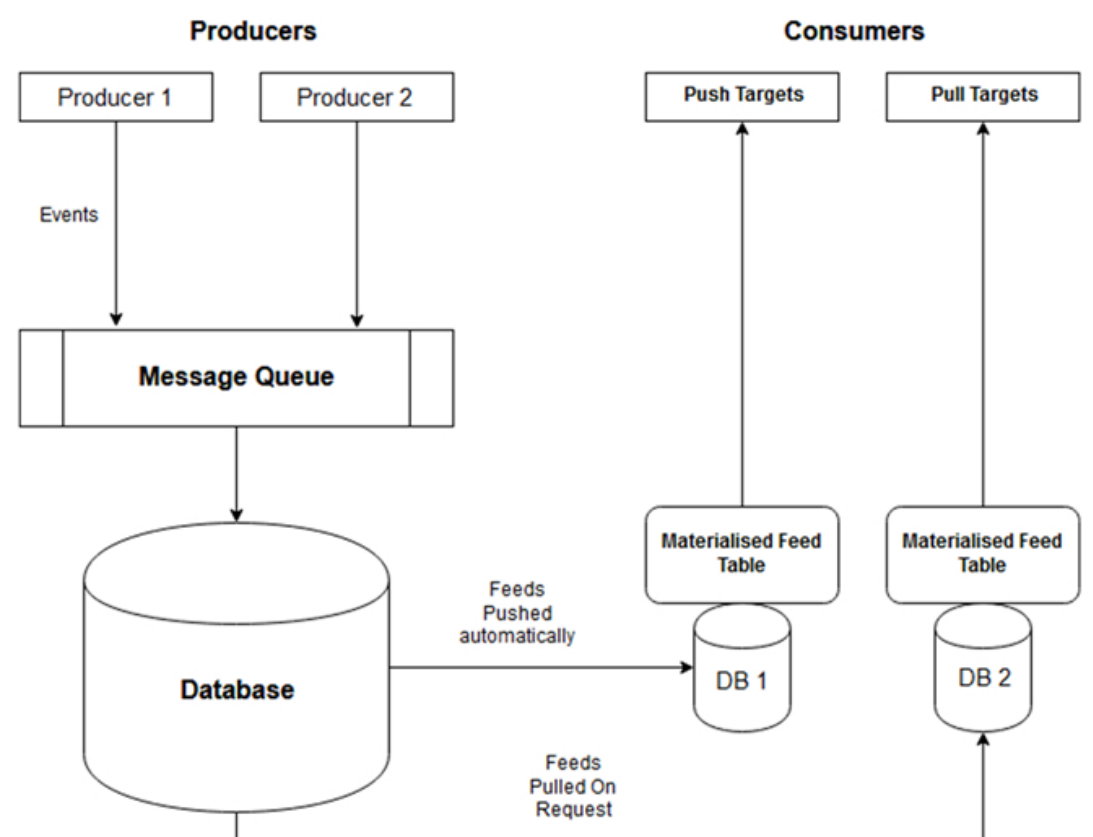 Producers
Consumers
Producer 1
Producer 2
Push Targets
Pull Targets
Events
Message Queue
Materialised Feed
Table
Materialised Feed
Table
Feeds
Pushed
automatically
Database
DB 1
DB 2
Feeds
Pulled On
Request